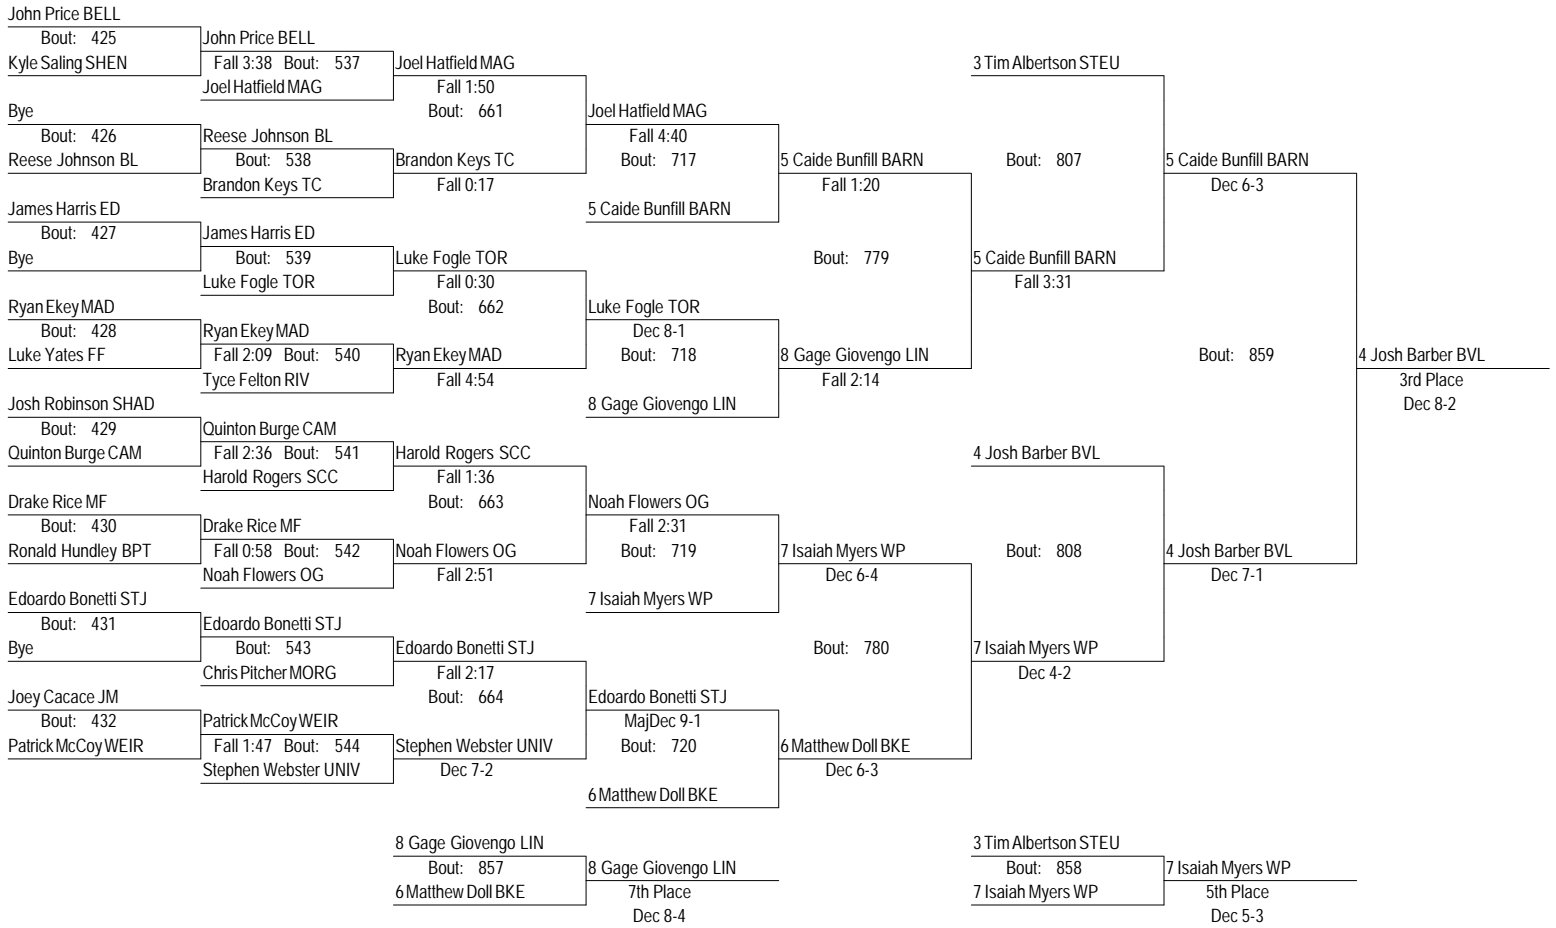 John Price BELL
Bout: 425
Kyle Saling SHEN
Bye
Bout: 426
Reese Johnson BL
James Harris ED
Bout: 427
Bye
Ryan Ekey MAD
Bout: 428
Luke Yates FF
Josh Robinson SHAD
Bout: 429
Quinton Burge CAM
Drake Rice MF
Bout: 430
Ronald Hundley BPT
Edoardo Bonetti STJ
Bout: 431
Bye
Joey Cacace JM
Bout: 432
Patrick McCoy WEIR
John Price BELL
Fall 3:38 Bout: 537
Joel Hatfield MAG
Reese Johnson BL
Bout: 538
Brandon Keys TC
James Harris ED
Bout: 539
Luke Fogle TOR
Ryan Ekey MAD
Fall 2:09 Bout: 540
Tyce Felton RIV
Quinton Burge CAM
Fall 2:36 Bout: 541
Harold Rogers SCC
Drake Rice MF
Fall 0:58 Bout: 542
Noah Flowers OG
Edoardo Bonetti STJ
Bout: 543
Chris Pitcher MORG
Patrick McCoy WEIR
Fall 1:47 Bout: 544
Stephen Webster UNIV
Joel Hatfield MAG
Fall 1:50
Bout: 661
Brandon Keys TC
Fall 0:17
Luke Fogle TOR
Fall 0:30
Bout: 662
Ryan Ekey MAD
Fall 4:54
Harold Rogers SCC
Fall 1:36
Bout: 663
Noah Flowers OG
Fall 2:51
Edoardo Bonetti STJ
Fall 2:17
Bout: 664
Stephen Webster UNIV
Dec 7-2
Joel Hatfield MAG
Fall 4:40
Bout: 717
5 Caide Bunfill BARN
Luke Fogle TOR
Dec 8-1
Bout: 718
8 Gage Giovengo LIN
Noah Flowers OG
Fall 2:31
Bout: 719
7 Isaiah Myers WP
Edoardo Bonetti STJ
MajDec 9-1
Bout: 720
6 Matthew Doll BKE
5 Caide Bunfill BARN
Fall 1:20
Bout: 779
8 Gage Giovengo LIN
Fall 2:14
7 Isaiah Myers WP
Dec 6-4
Bout: 780
6 Matthew Doll BKE
Dec 6-3
3 Tim Albertson STEU
Bout: 807
5 Caide Bunfill BARN
Fall 3:31
4 Josh Barber BVL
Bout: 808
7 Isaiah Myers WP
Dec 4-2
5 Caide Bunfill BARN
Dec 6-3
Bout: 859
4 Josh Barber BVL
Dec 7-1
4 Josh Barber BVL
3rd Place
Dec 8-2
8 Gage Giovengo LIN
Bout: 857
6 Matthew Doll BKE
8 Gage Giovengo LIN
7th Place
Dec 8-4
3 Tim Albertson STEU
Bout: 858
7 Isaiah Myers WP
7 Isaiah Myers WP
5th Place
Dec 5-3